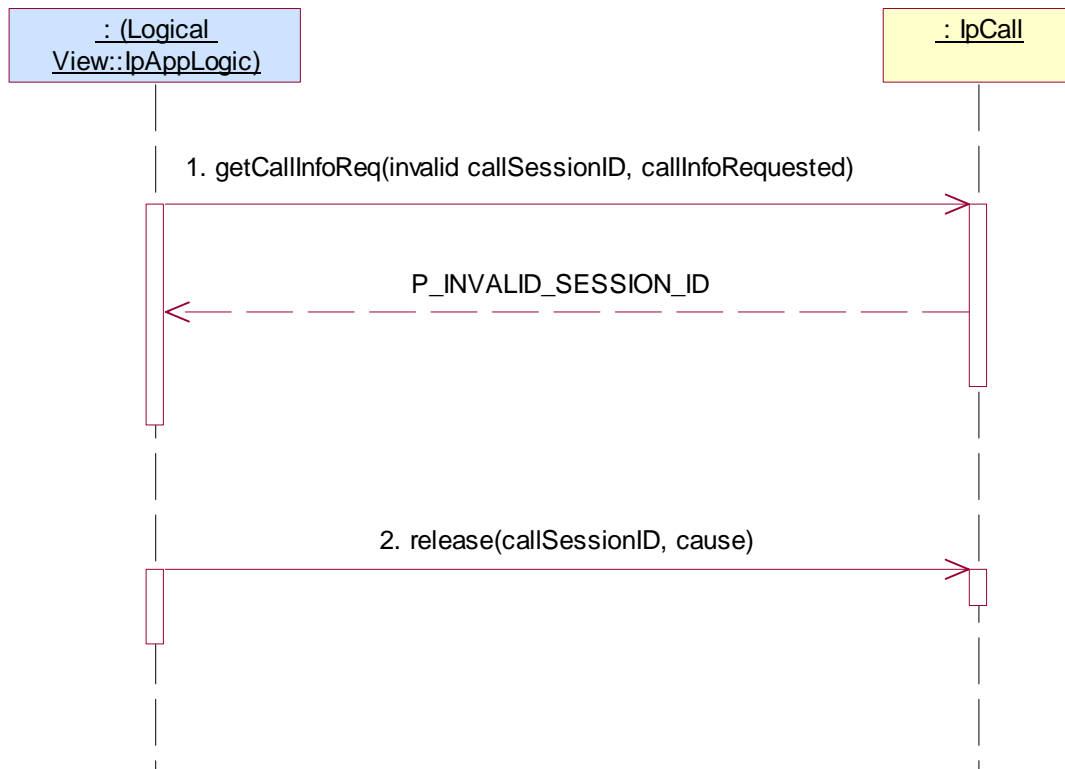 : (Logical
View::IpAppLogic)
: IpCall
1. getCallInfoReq(invalid callSessionID, callInfoRequested)
P_INVALID_SESSION_ID
2. release(callSessionID, cause)